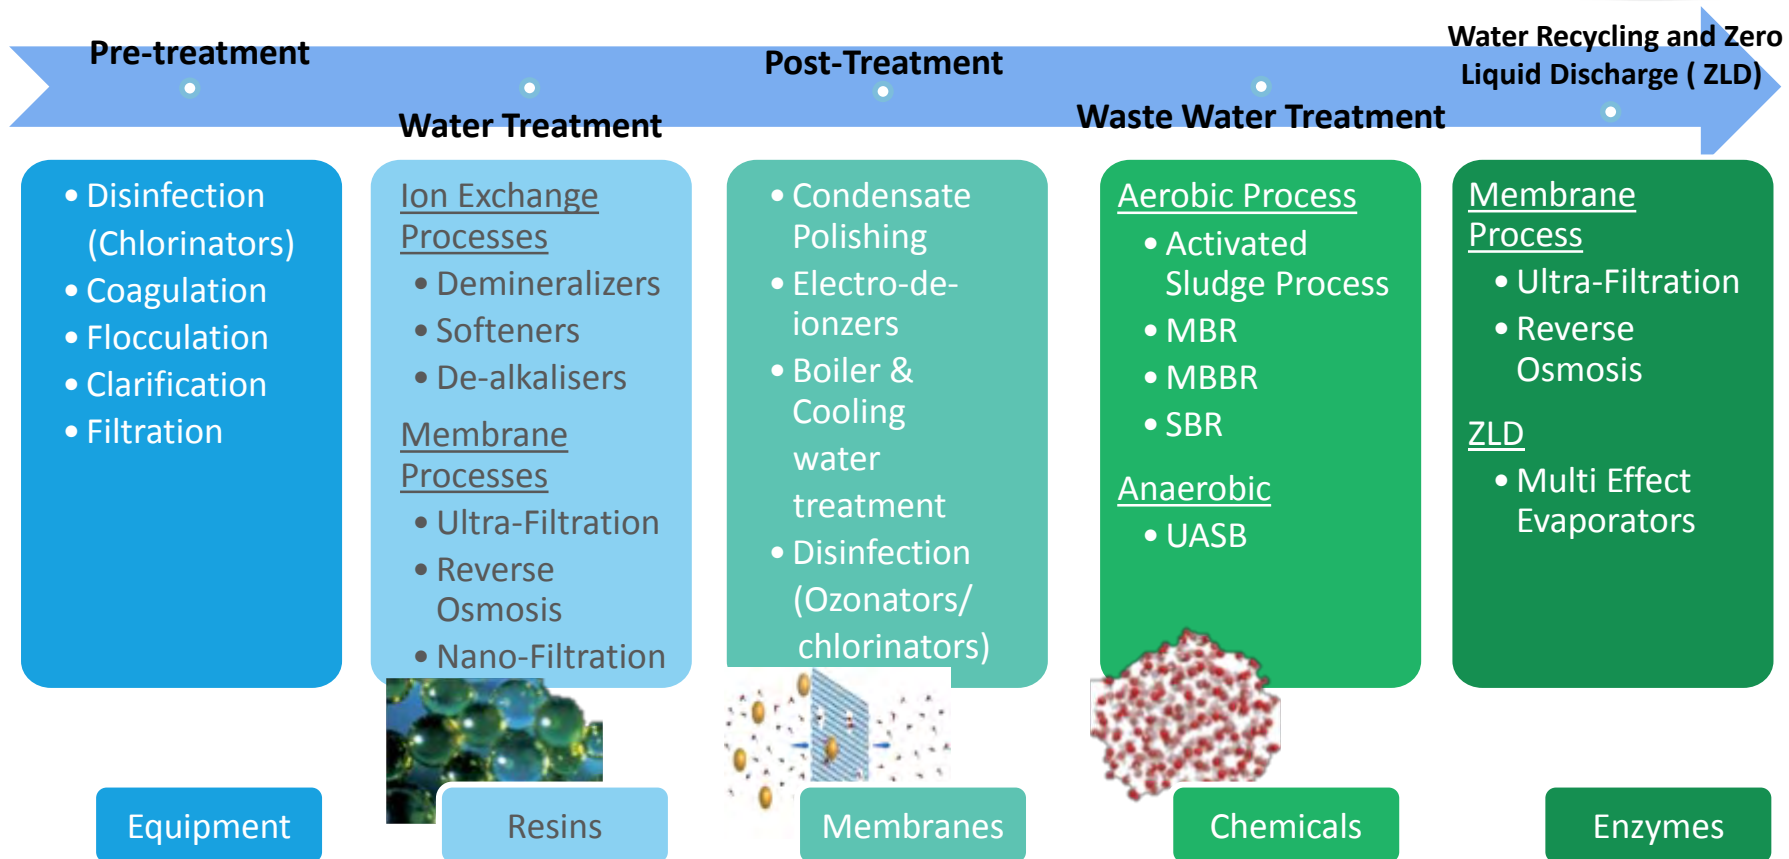 Pre-treatment
Water Treatment
Post-Treatment
Waste Water Treatment
Water Recycling and Zero
Liquid Discharge ( ZLD)
• Disinfection
(Chlorinators)
• Coagulation
• Flocculation
• Clarification
• Filtration
Ion Exchange
Processes
• Demineralizers
• Softeners
• De-alkalisers
Membrane
Processes
• Ultra-Filtration
• Reverse
Osmosis
• Nano-Filtration
• Condensate
Polishing
• Electro-de-
ionzers
• Boiler &
Cooling
water
treatment
• Disinfection
(Ozonators/
chlorinators)
Aerobic Process
• Activated
Sludge Process
• MBR
• MBBR
• SBR
Anaerobic
• UASB
Membrane
Process
• Ultra-Filtration
• Reverse
Osmosis
ZLD
• Multi Effect
Evaporators
Equipment
Resins
Membranes
Chemicals
Enzymes